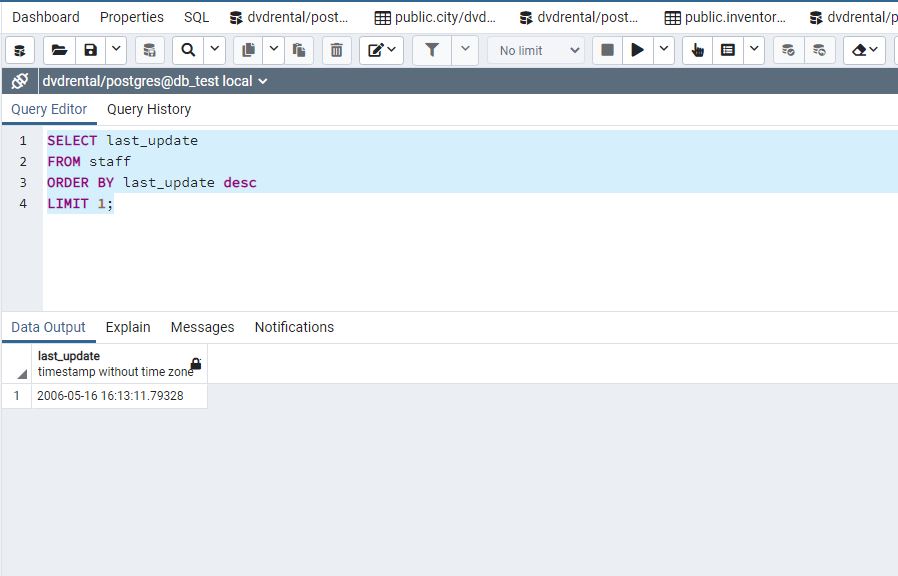 Dashboard Properties SQL dvdrental/post... public.city/dvd... dvdrental/post... public.inventor... dvdrental/p
No limit
dvdrental/postgres@db_test local
Query Editor Query History
1 SELECT last_update
2 FROM staff
3 ORDER BY last_update desc
4 LIMIT 1;
Data Output Explain Messages Notifications
last_update
timestamp without time zone
1 2006-05-16 16:13:11.79328